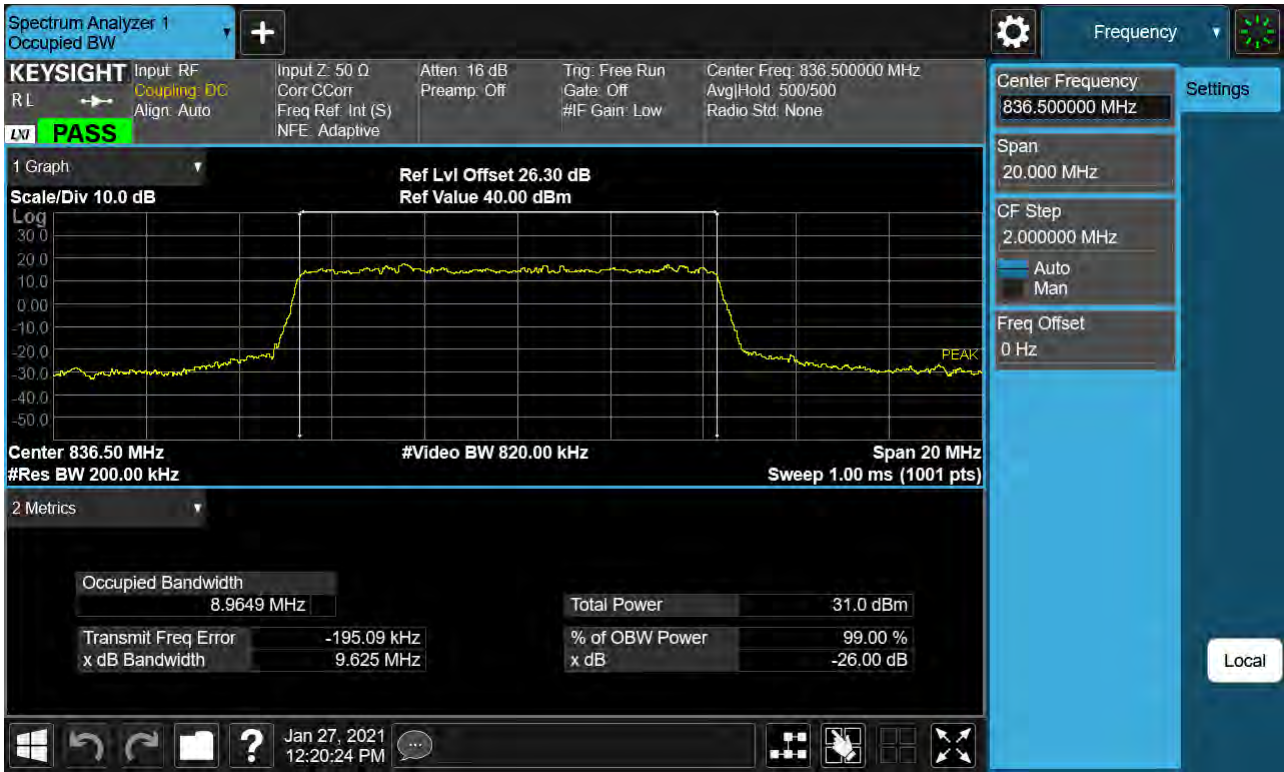 Spectrum Analyzer 1
Occupied BW
+
Frequency
KEYSIGHT
RL
LXI PASS
Input: RF
Coupling: DC
Align: Auto
Input Z: 50 Ω
Corr CCorr
Freq Ref: Int (S)
NFE: Adaptive
Atten: 16 dB
Preamp: Off
Trig: Free Run
Gate: Off
#IF Gain: Low
Center Freq: 836.500000 MHz
Avg|Hold: 500/500
Radio Std: None
Center Frequency
836.500000 MHz
Settings
Span
20.000 MHz
CF Step
2.000000 MHz
Auto
Man
Freq Offset
0 Hz
Local
1 Graph
Scale/Div 10.0 dB
Ref Lvl Offset 26.30 dB
Ref Value 40.00 dBm
Log
30.0
20.0
10.0
0.00
-10.0
-20.0
-30.0
-40.0
-50.0
PEAK
Center 836.50 MHz
#Video BW 820.00 kHz
Span 20 MHz
#Res BW 200.00 kHz
Sweep 1.00 ms (1001 pts)
2 Metrics
Occupied Bandwidth
8.9649 MHz
Total Power 31.0 dBm
Transmit Freq Error -195.09 kHz
% of OBW Power 99.00 %
x dB Bandwidth 9.625 MHz
x dB -26.00 dB
?
Jan 27, 2021
12:20:24 PM